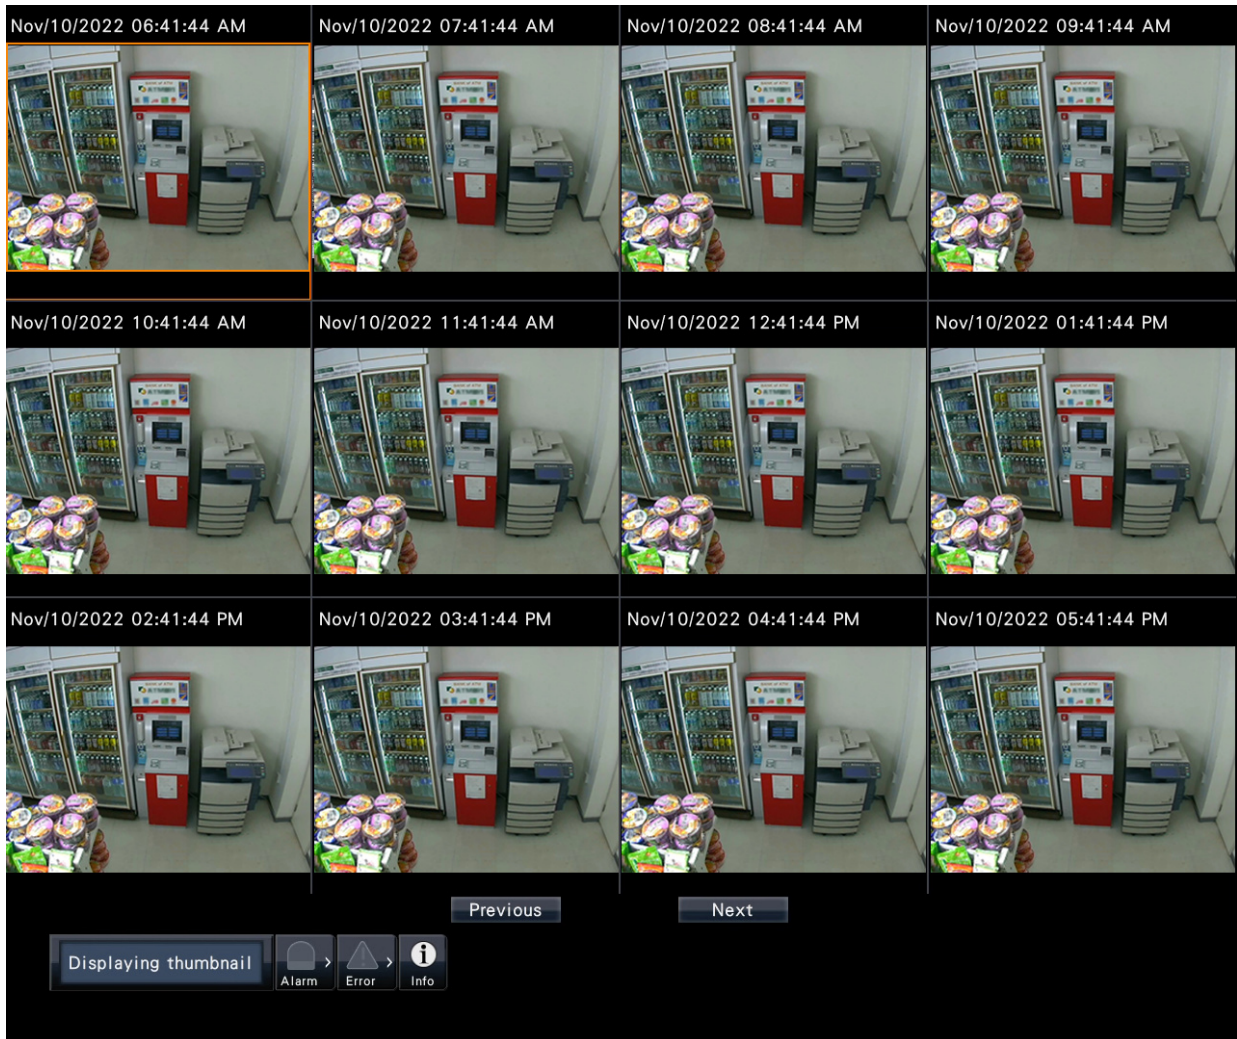 Nov/10/2022 06:41:44 AM
Nov/10/2022 07:41:44 AM
Nov/10/2022 08:41:44 AM
Nov/10/2022 09:41:44 AM
Nov/10/2022 10:41:44 AM
Nov/10/2022 11:41:44 AM
Nov/10/2022 12:41:44 PM
Nov/10/2022 01:41:44 PM
Nov/10/2022 02:41:44 PM
Nov/10/2022 03:41:44 PM
Nov/10/2022 04:41:44 PM
Nov/10/2022 05:41:44 PM
Previous
Next
Displaying thumbnail
Alarm
Error
Info